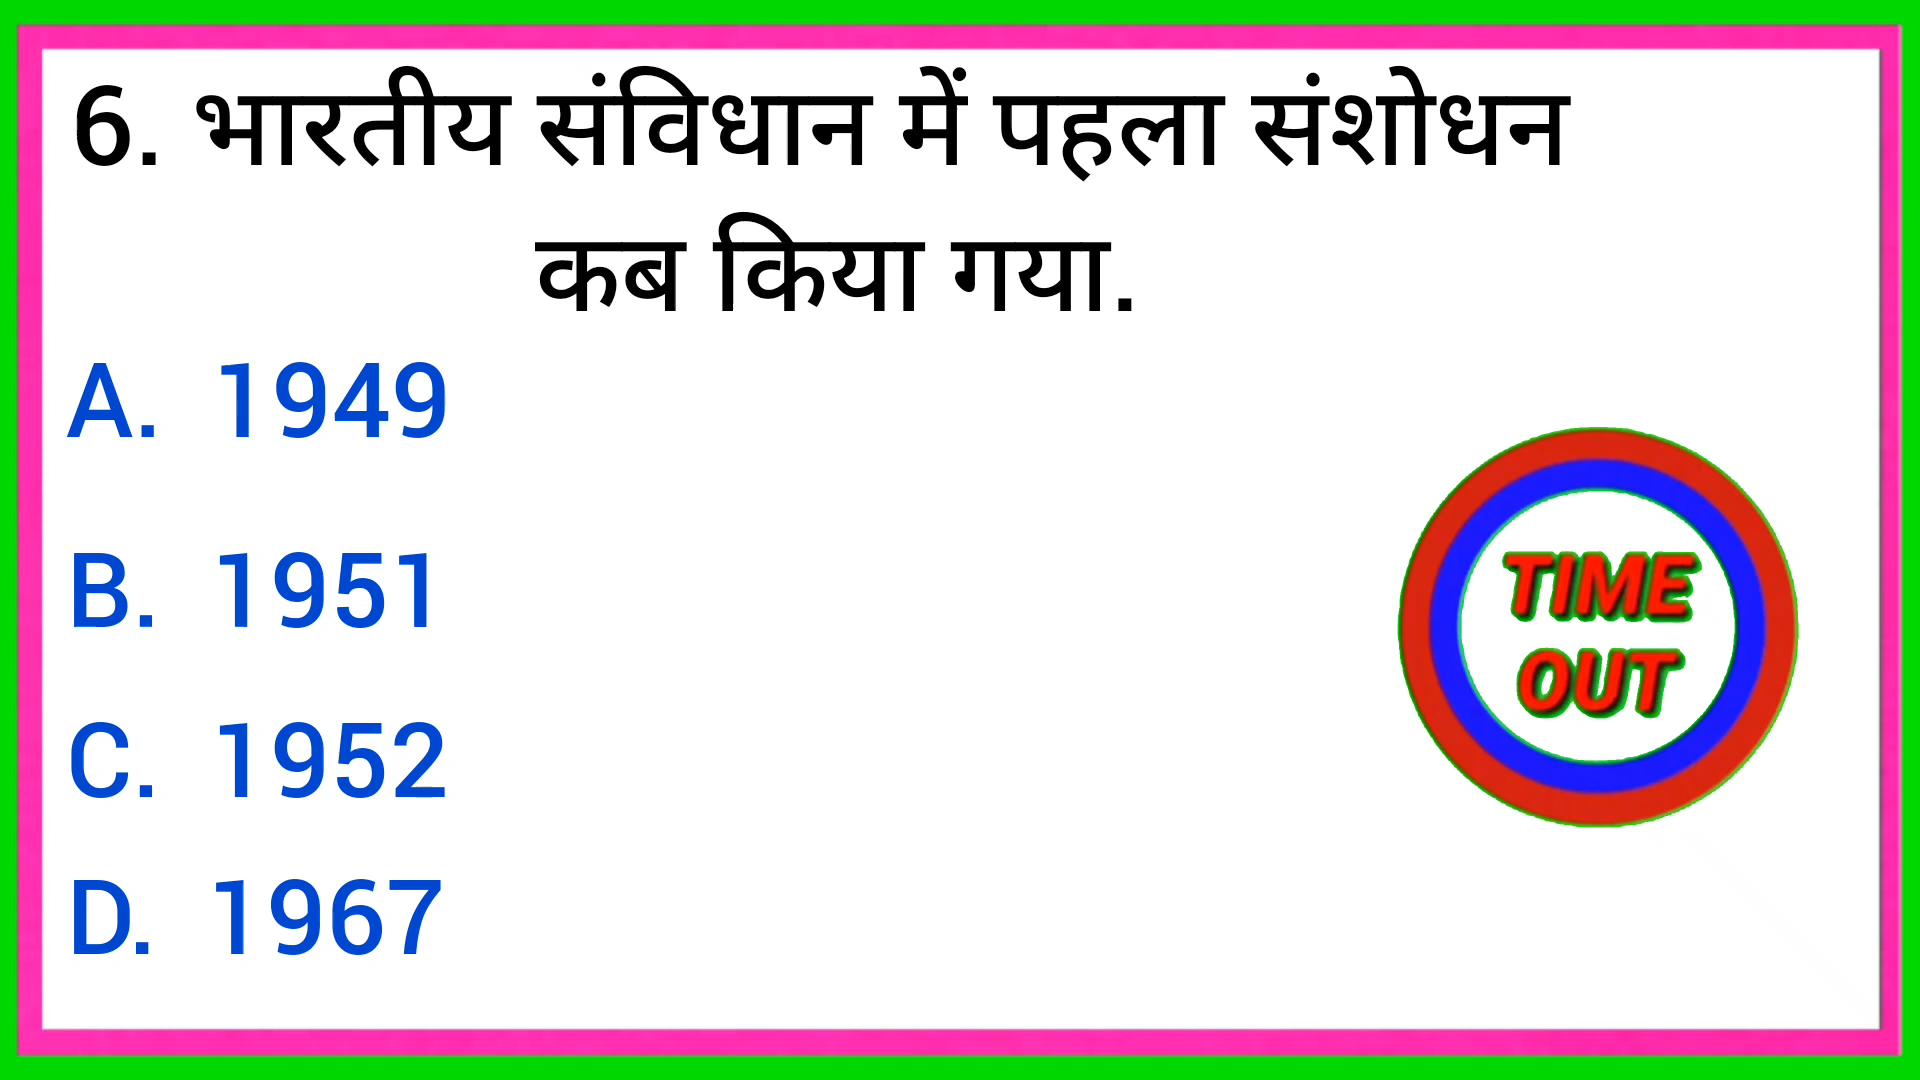 6. भारतीय संविधान में पहला संशोधन
कब किया गया.
A. 1949
B. 1951
C. 1952
D. 1967
TIME
OUT